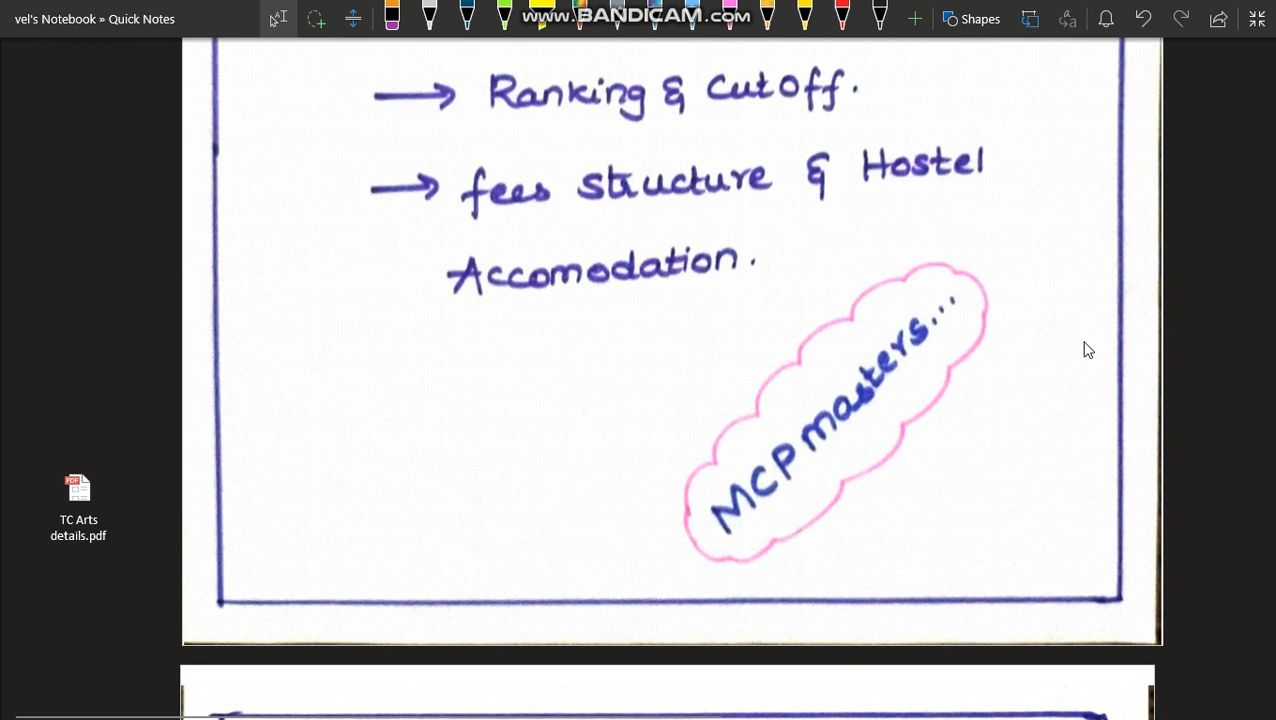 vel's Notebook » Quick Notes
www.BANDICAM.com
Shapes
→ Ranking & CutOff.
→ fees structure & Hostel
Accomodation.
MCP masters...
TC Arts
details.pdf
PDF